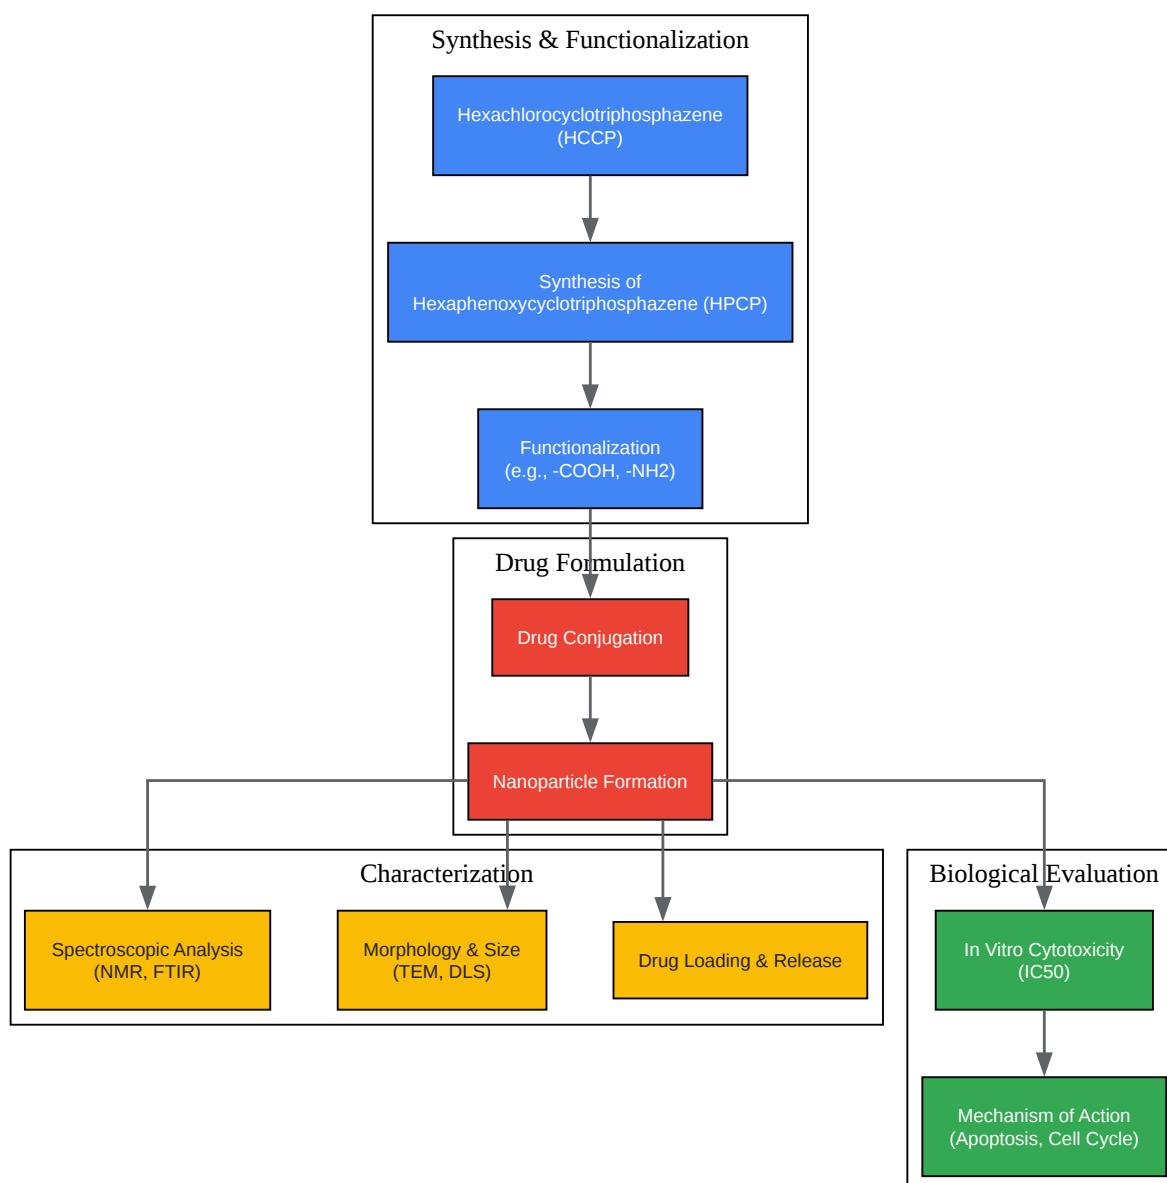 Synthesis & Functionalization
Hexachlorocyclotriphosphazene
(HCCP)
Synthesis of
Hexaphenoxycyclotriphosphazene (HPCP)
Functionalization
(e.g., -COOH, -NH2)
Drug Formulation
Drug Conjugation
Nanoparticle Formation
Characterization
Spectroscopic Analysis
(NMR, FTIR)
Morphology & Size
(TEM, DLS)
Drug Loading & Release
Biological Evaluation
In Vitro Cytotoxicity
(IC50)
Mechanism of Action
(Apoptosis, Cell Cycle)